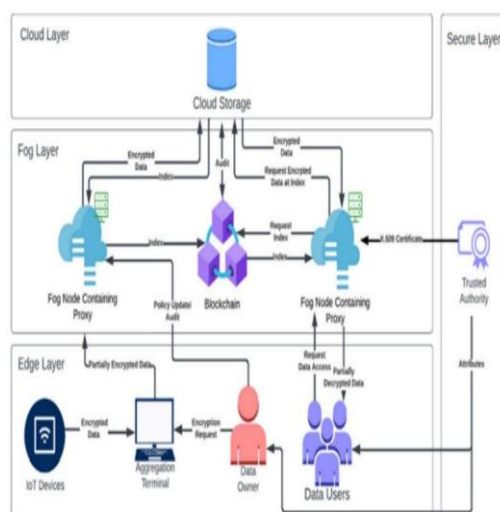 Cloud Layer
Secure Layer
Cloud Storage
Fog Layer
Encrypted
Data
Index
Audit
Encrypted
Data
Request Encrpted
Data at Index
Request
Index
Index
Index
X.509 Certificate
Fog Node Containing
Proxy
Blockchain
Fog Node Containing
Proxy
Trusted
Authority
Policy Update/
Audit
Edge Layer
Partially Encrypted Data
Request
Data Access
Partially
Decrypted Data
Attributes
Encrypted
Data
Encryption
Request
IoT Devices
Aggregation
Terminal
Data
Owner
Data Users